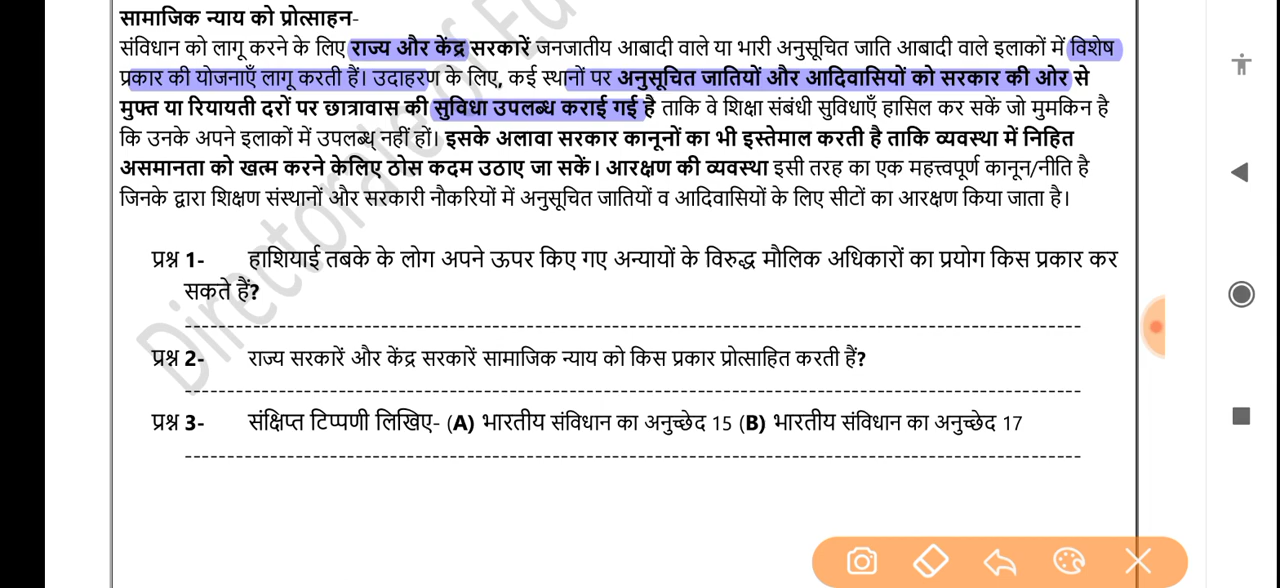 सामाजिक न्याय को प्रोत्साहन-
संविधान को लागू करने के लिए राज्य और केंद्र सरकारें जनजातीय आबादी वाले या भारी अनुसूचित जाति आबादी वाले इलाकों में विशेष
प्रकार की योजनाएँ लागू करती हैं। उदाहरण के लिए, कई स्थानों पर अनुसूचित जातियों और आदिवासियों को सरकार की ओर से
मुफ्त या रियायती दरों पर छात्रावास की सुविधा उपलब्ध कराई गई है ताकि वे शिक्षा संबंधी सुविधाएँ हासिल कर सकें जो मुमकिन है
कि उनके अपने इलाकों में उपलब्ध् नहीं हों। इसके अलावा सरकार कानूनों का भी इस्तेमाल करती है ताकि व्यवस्था में निहित
असमानता को खत्म करने केलिए ठोस कदम उठाए जा सकें। आरक्षण की व्यवस्था इसी तरह का एक महत्त्वपूर्ण कानून/नीति है
जिनके द्वारा शिक्षण संस्थानों और सरकारी नौकरियों में अनुसूचित जातियों व आदिवासियों के लिए सीटों का आरक्षण किया जाता है।
प्रश्न 1- हाशियाई तबके के लोग अपने ऊपर किए गए अन्यायों के विरुद्ध मौलिक अधिकारों का प्रयोग किस प्रकार कर
सकते हैं?
प्रश्न 2- राज्य सरकारें और केंद्र सरकारें सामाजिक न्याय को किस प्रकार प्रोत्साहित करती हैं?
प्रश्न 3- संक्षिप्त टिप्पणी लिखिए- (A) भारतीय संविधान का अनुच्छेद 15 (B) भारतीय संविधान का अनुच्छेद 17
Directorate of